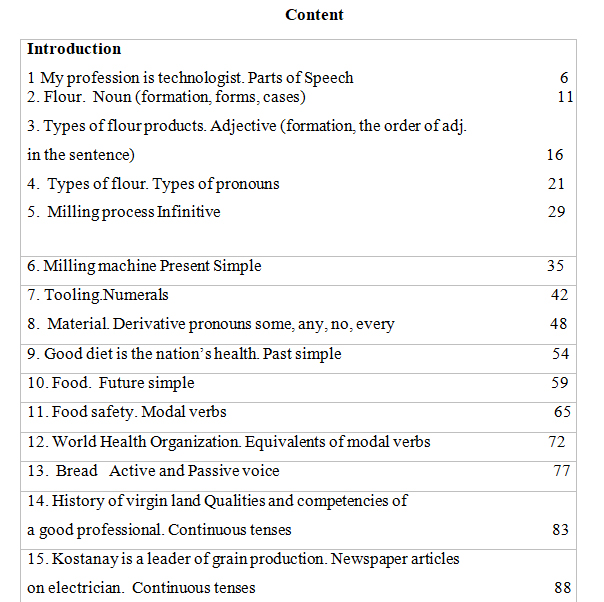 Content
Introduction
1 My profession is technologist. Parts of Speech 6
2. Flour. Noun (formation, forms, cases) 11
3. Types of flour products. Adjective (formation, the order of adj.
in the sentence) 16
4. Types of flour. Types of pronouns 21
5. Milling process Infinitive 29
6. Milling machine Present Simple 35
7. Tooling.Numerals 42
8. Material. Derivative pronouns some, any, no, every 48
9. Good diet is the nation’s health. Past simple 54
10. Food. Future simple 59
11. Food safety. Modal verbs 65
12. World Health Organization. Equivalents of modal verbs 72
13. Bread Active and Passive voice 77
14. History of virgin land Qualities and competencies of
a good professional. Continuous tenses 83
15. Kostanay is a leader of grain production. Newspaper articles
on electrician. Continuous tenses 88